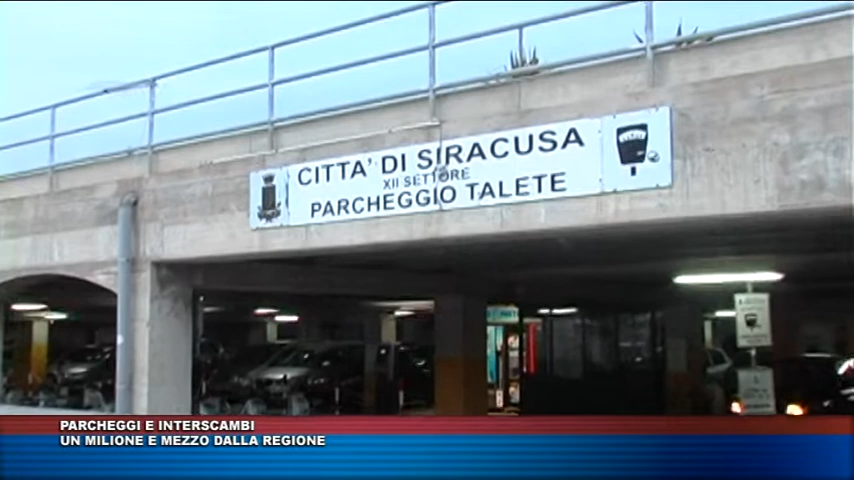 CITTA' DI SIRACUSA
XII SETTORE
PARCHEGGIO TALETE
PARCHEGGI E INTERSCAMBI
UN MILIONE E MEZZO DALLA REGIONE